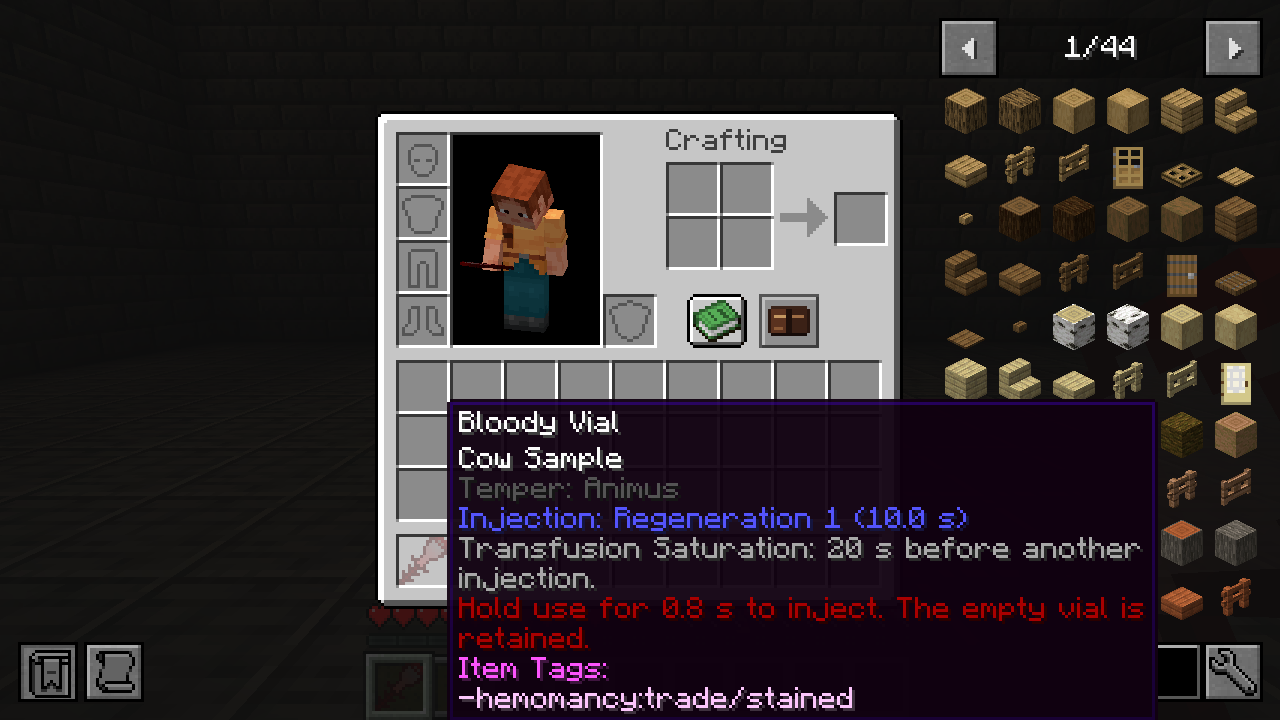 1/44
Crafting
Bloody Vial
Cow Sample
Temper: Animus
Injection: Regeneration 1 (10.0 s)
Transfusion Saturation: 20 s before another
injection.
Hold use for 0.8 s to inject. The empty vial is
retained.
Item Tags:
-hemomancy:trade/stained